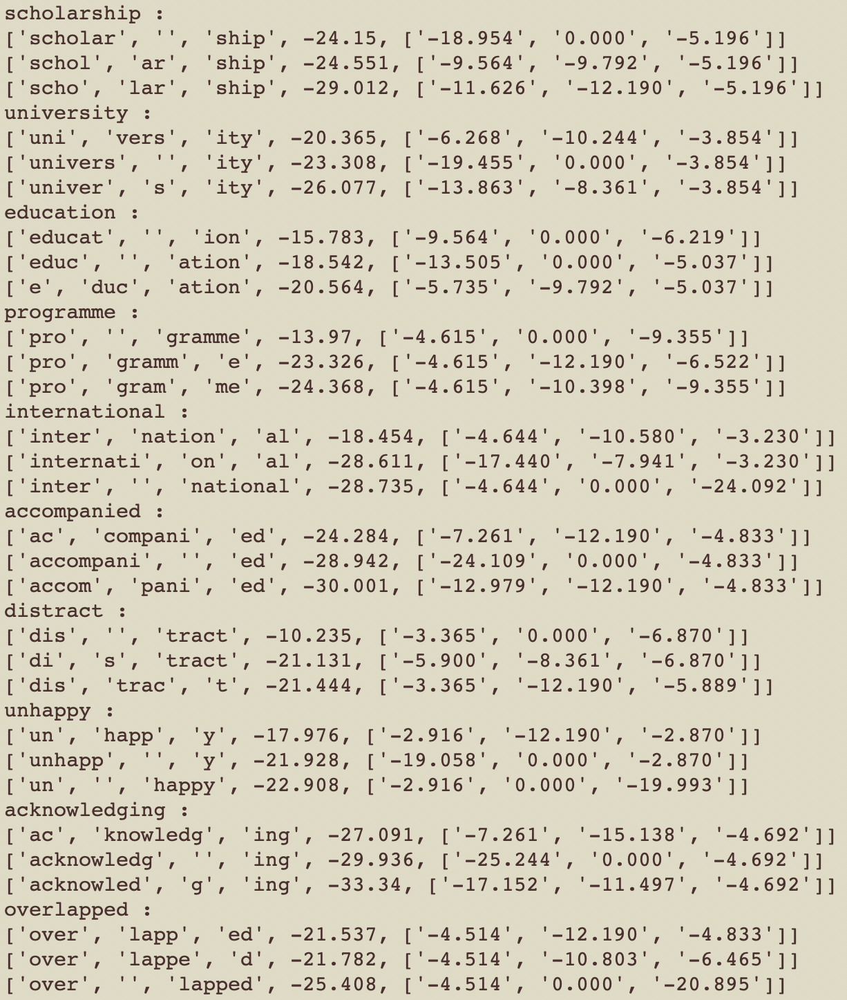 scholarship :
['scholar', '', 'ship', -24.15, ['-18.954', '0.000', '-5.196']]
['schol', 'ar', 'ship', -24.551, ['-9.564', '-9.792', '-5.196']]
['scho', 'lar', 'ship', -29.012, ['-11.626', '-12.190', '-5.196']]
university :
['uni', 'vers', 'ity', -20.365, ['-6.268', '-10.244', '-3.854']]
['univers', '', 'ity', -23.308, ['-19.455', '0.000', '-3.854']]
['univer', 's', 'ity', -26.077, ['-13.863', '-8.361', '-3.854']]
education :
['educat', '', 'ion', -15.783, ['-9.564', '0.000', '-6.219']]
['educ', '', 'ation', -18.542, ['-13.505', '0.000', '-5.037']]
['e', 'duc', 'ation', -20.564, ['-5.735', '-9.792', '-5.037']]
programme :
['pro', '', 'gramme', -13.97, ['-4.615', '0.000', '-9.355']]
['pro', 'gramm', 'e', -23.326, ['-4.615', '-12.190', '-6.522']]
['pro', 'gram', 'me', -24.368, ['-4.615', '-10.398', '-9.355']]
international :
['inter', 'nation', 'al', -18.454, ['-4.644', '-10.580', '-3.230']]
['internati', 'on', 'al', -28.611, ['-17.440', '-7.941', '-3.230']]
['inter', '', 'national', -28.735, ['-4.644', '0.000', '-24.092']]
accompanied :
['ac', 'compani', 'ed', -24.284, ['-7.261', '-12.190', '-4.833']]
['accompani', '', 'ed', -28.942, ['-24.109', '0.000', '-4.833']]
['accom', 'pani', 'ed', -30.001, ['-12.979', '-12.190', '-4.833']]
distract :
['dis', '', 'tract', -10.235, ['-3.365', '0.000', '-6.870']]
['di', 's', 'tract', -21.131, ['-5.900', '-8.361', '-6.870']]
['dis', 'trac', 't', -21.444, ['-3.365', '-12.190', '-5.889']]
unhappy :
['un', 'happ', 'y', -17.976, ['-2.916', '-12.190', '-2.870']]
['unhapp', '', 'y', -21.928, ['-19.058', '0.000', '-2.870']]
['un', '', 'happy', -22.908, ['-2.916', '0.000', '-19.993']]
acknowledging :
['ac', 'knowledg', 'ing', -27.091, ['-7.261', '-15.138', '-4.692']]
['acknowledg', '', 'ing', -29.936, ['-25.244', '0.000', '-4.692']]
['acknowled', 'g', 'ing', -33.34, ['-17.152', '-11.497', '-4.692']]
overlapped :
['over', 'lapp', 'ed', -21.537, ['-4.514', '-12.190', '-4.833']]
['over', 'lappe', 'd', -21.782, ['-4.514', '-10.803', '-6.465']]
['over', '', 'lapped', -25.408, ['-4.514', '0.000', '-20.895']]